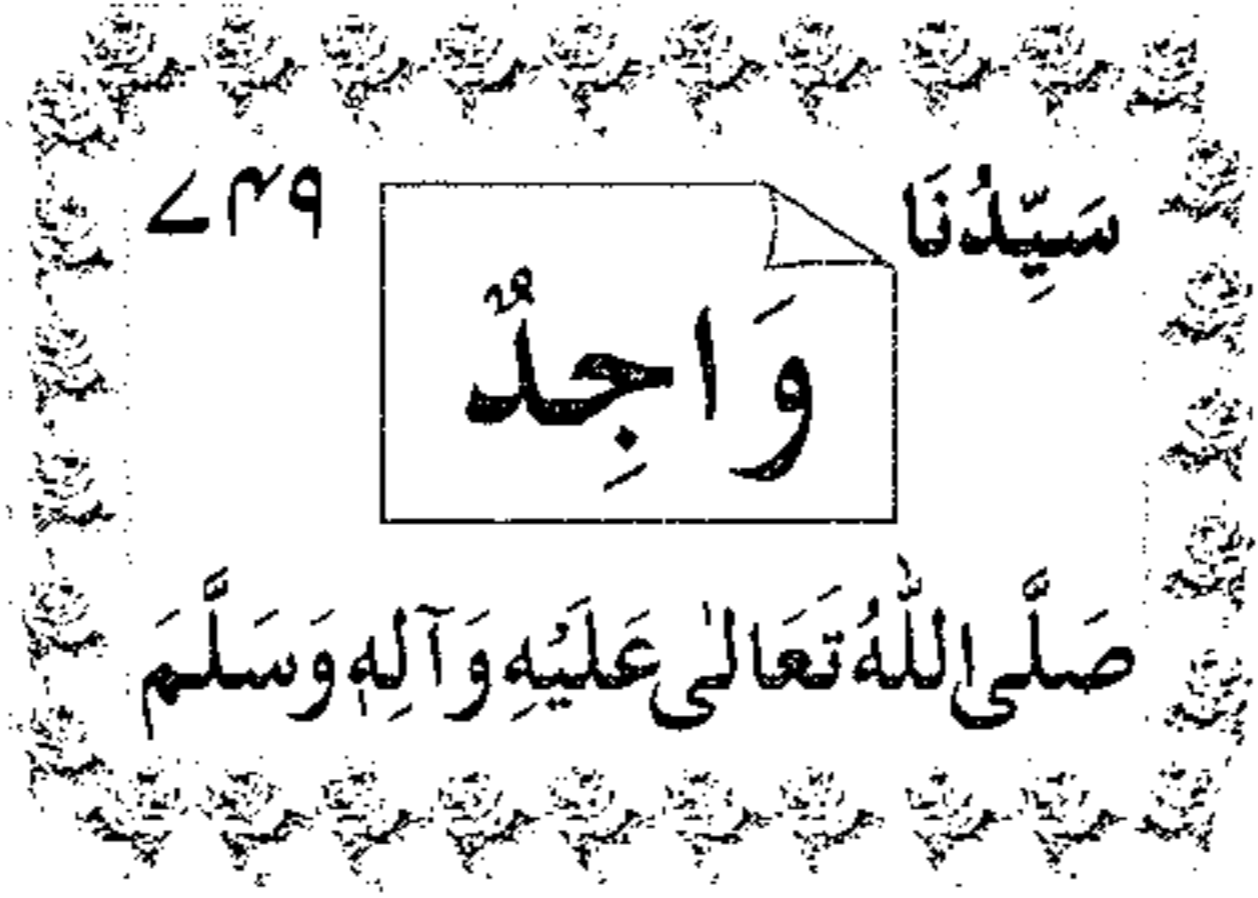 سَيِّدُنَا ۷۴۹
وَاجِدٌ
صَلَّى اللّٰهُ تَعَالٰى عَلَيْهِ وَآلِهِ وَسَلَّمَ